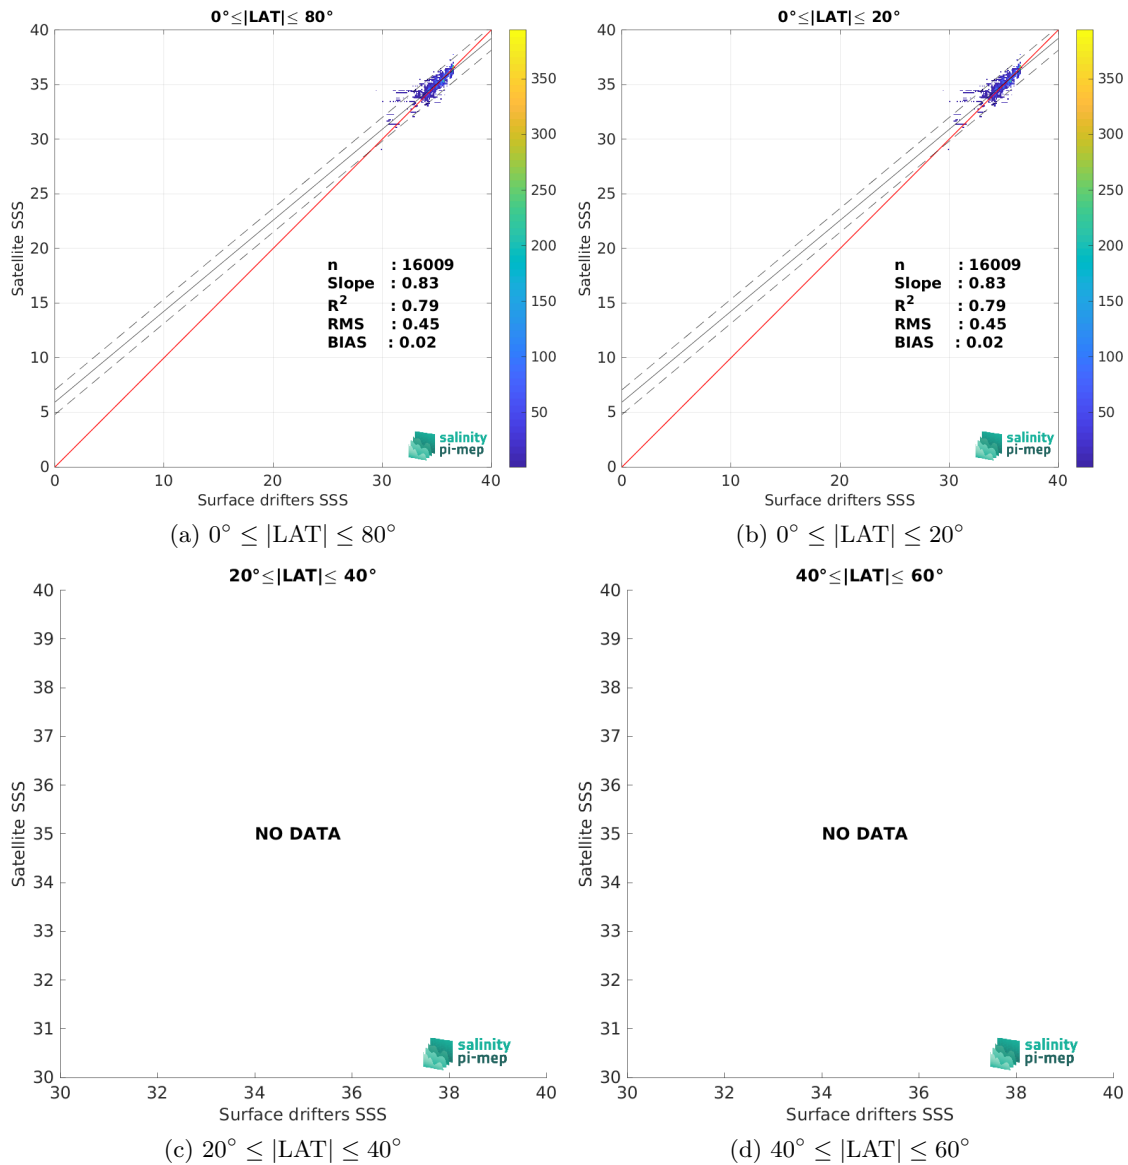 0°≤|LAT|≤ 80°
40
35
30
25
20
15
10
5
0
Satellite SSS
n : 16009
Slope : 0.83
R² : 0.79
RMS : 0.45
BIAS : 0.02
salinity
pi-mep
350
300
250
200
150
100
50
0 10 20 30 40
Surface drifters SSS
(a) 0° ≤ |LAT| ≤ 80°
0°≤|LAT|≤ 20°
40
35
30
25
20
15
10
5
0
Satellite SSS
n : 16009
Slope : 0.83
R² : 0.79
RMS : 0.45
BIAS : 0.02
salinity
pi-mep
350
300
250
200
150
100
50
0 10 20 30 40
Surface drifters SSS
(b) 0° ≤ |LAT| ≤ 20°
20°≤|LAT|≤ 40°
40
39
38
37
36
35
34
33
32
31
30
Satellite SSS
NO DATA
salinity
pi-mep
30 32 34 36 38 40
Surface drifters SSS
(c) 20° ≤ |LAT| ≤ 40°
40°≤|LAT|≤ 60°
40
39
38
37
36
35
34
33
32
31
30
Satellite SSS
NO DATA
salinity
pi-mep
30 32 34 36 38 40
Surface drifters SSS
(d) 40° ≤ |LAT| ≤ 60°